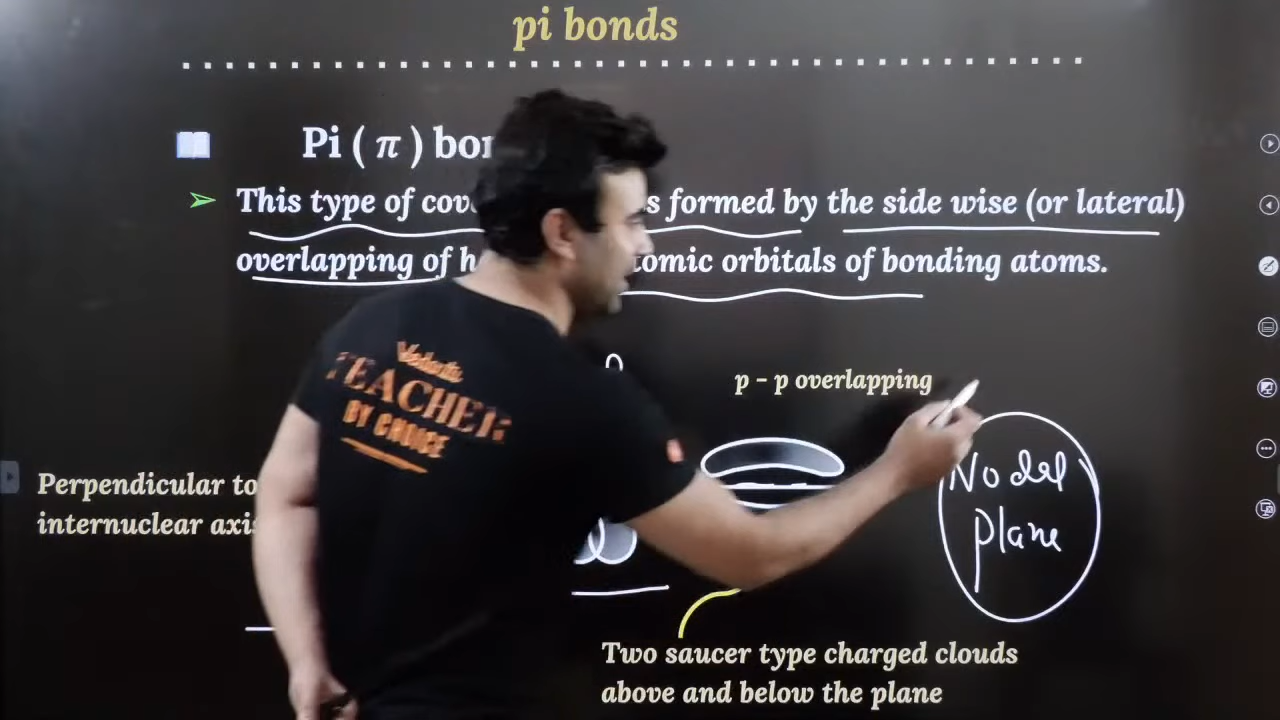 pi bonds
Pi ( π ) bon
This type of cov s formed by the side wise (or lateral)
overlapping of h tomic orbitals of bonding atoms.
Vedantu
TEACHER
BY CHOICE
p - p overlapping
Nodal
plane
Perpendicular to
internuclear axis
Two saucer type charged clouds
above and below the plane